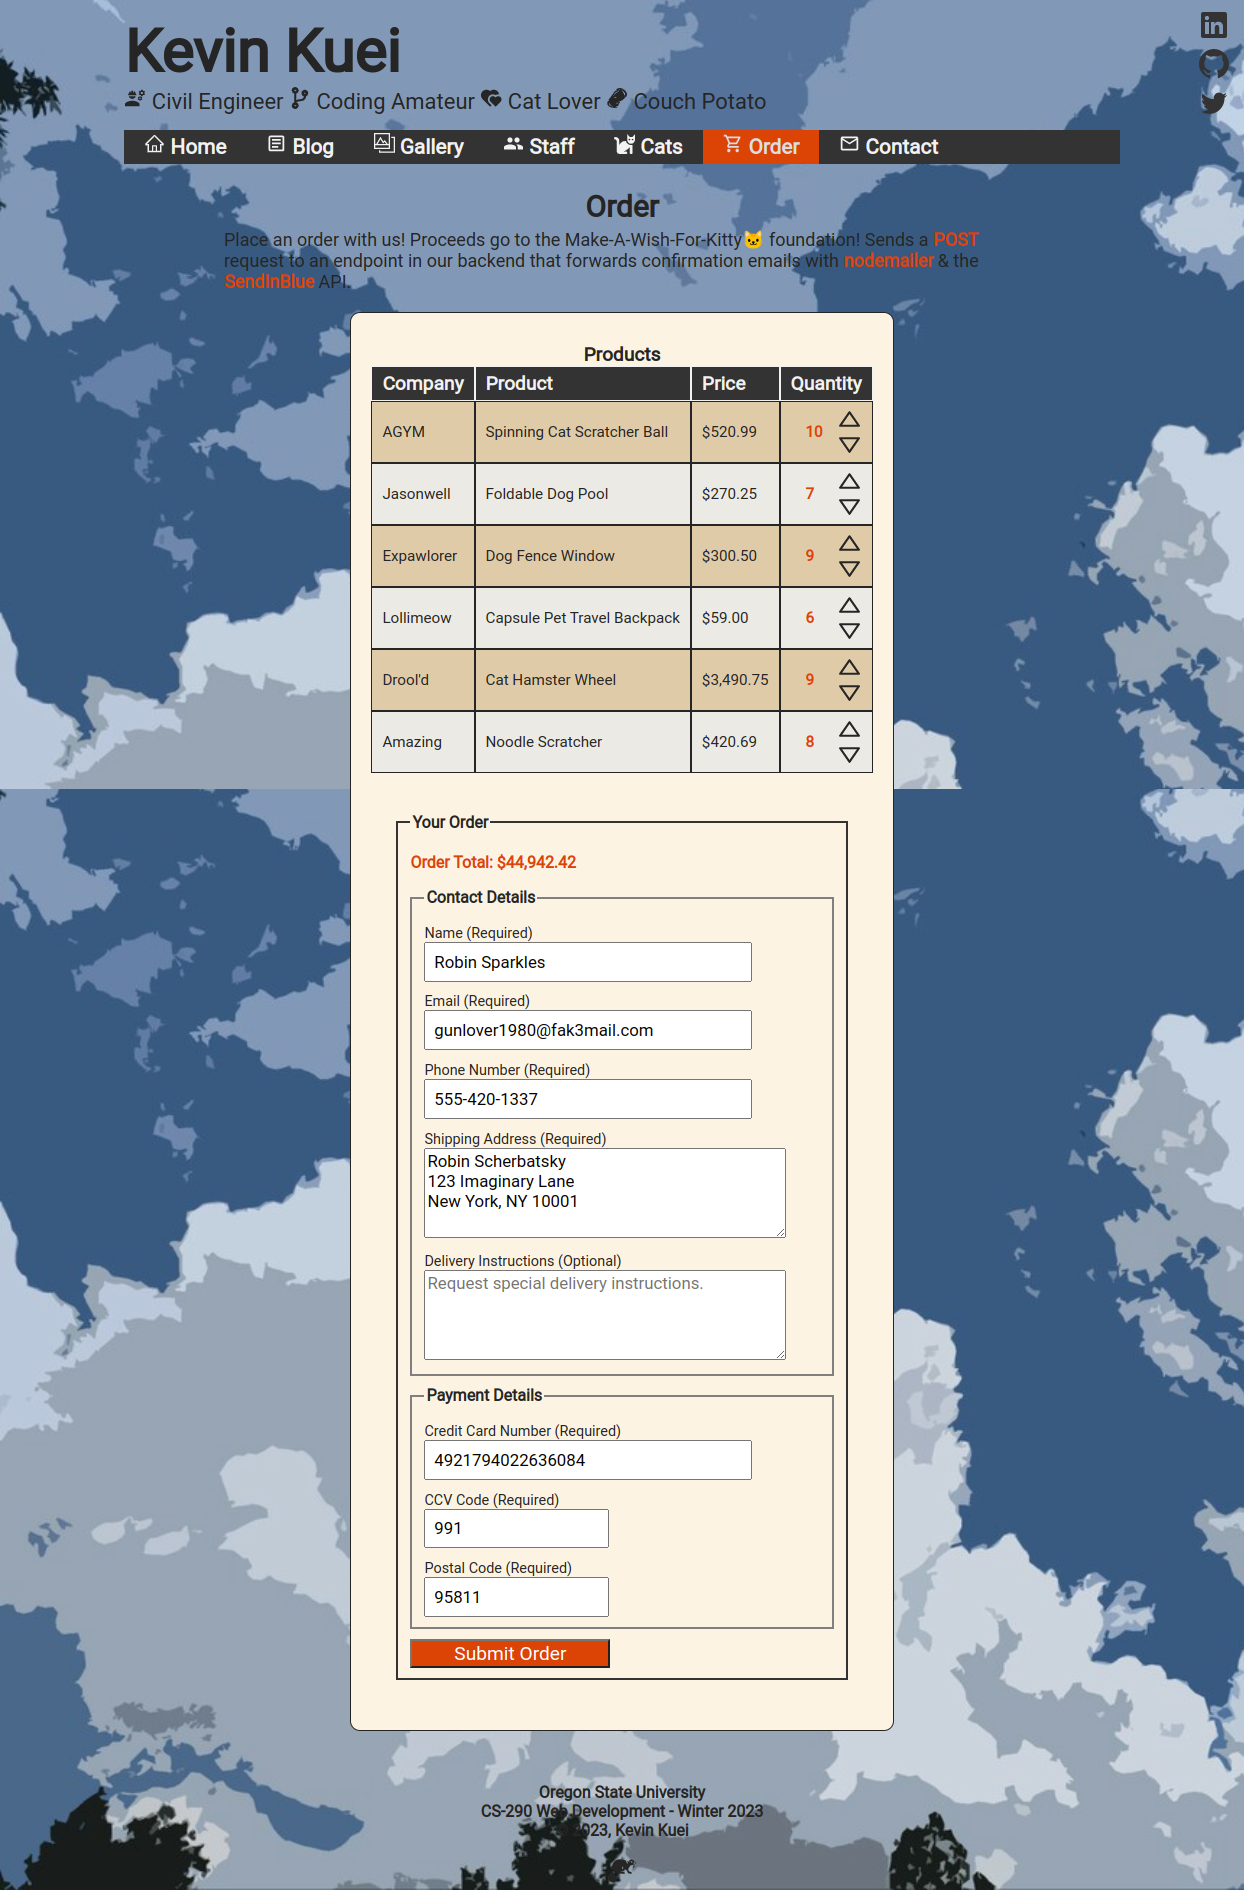 Kevin Kuei
Civil Engineer Coding Amateur Cat Lover Couch Potato
Home Blog Gallery Staff Cats Order Contact
Order
Place an order with us! Proceeds go to the Make-A-Wish-For-Kitty🐱 foundation! Sends a POST
request to an endpoint in our backend that forwards confirmation emails with nodemailer & the
SendInBlue API.
Products
Company Product Price Quantity
AGYM Spinning Cat Scratcher Ball $520.99 10
Jasonwell Foldable Dog Pool $270.25 7
Expawlorer Dog Fence Window $300.50 9
Lollimeow Capsule Pet Travel Backpack $59.00 6
Drool'd Cat Hamster Wheel $3,490.75 9
Amazing Noodle Scratcher $420.69 8
Your Order
Order Total: $44,942.42
Contact Details
Name (Required)
Robin Sparkles
Email (Required)
gunlover1980@fak3mail.com
Phone Number (Required)
555-420-1337
Shipping Address (Required)
Robin Scherbatsky
123 Imaginary Lane
New York, NY 10001
Delivery Instructions (Optional)
Request special delivery instructions.
Payment Details
Credit Card Number (Required)
4921794022636084
CCV Code (Required)
991
Postal Code (Required)
95811
Submit Order
Oregon State University
CS-290 Web Development - Winter 2023
2023, Kevin Kuei